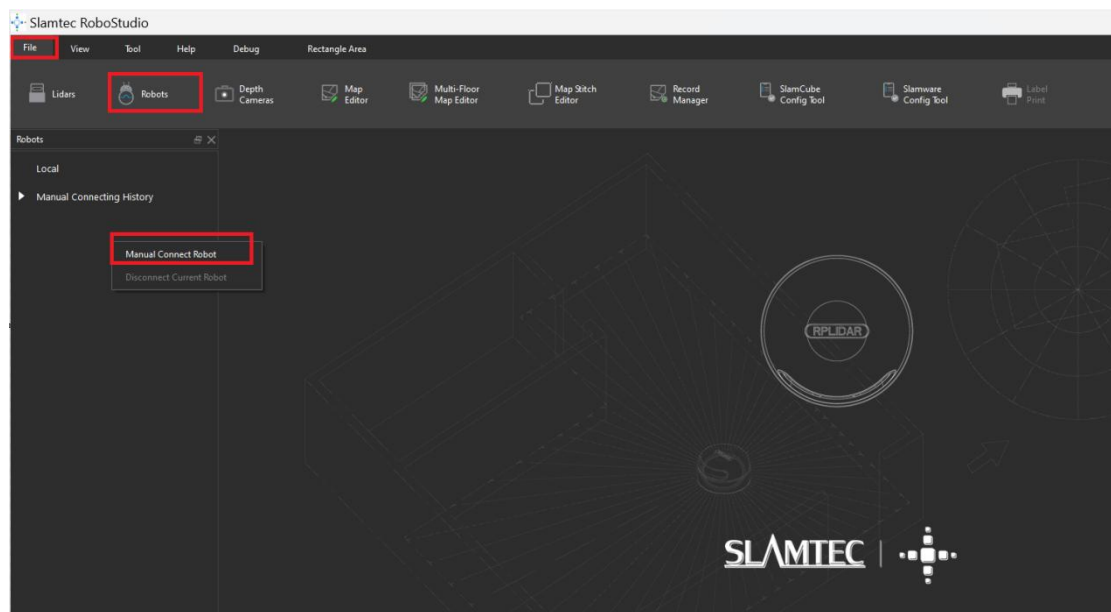 Slamtec RoboStudio
File View Tool Help Debug Rectangle Area
Lidars
Robots
Depth
Cameras
Map
Editor
Multi-Floor
Map Editor
Map Stitch
Editor
Record
Manager
SlamCube
Config Tool
Slamware
Config Tool
Label
Print
Robots
Local
Manual Connecting History
Manual Connect Robot
Disconnect Current Robot
RPLIDAR
SLAMTEC